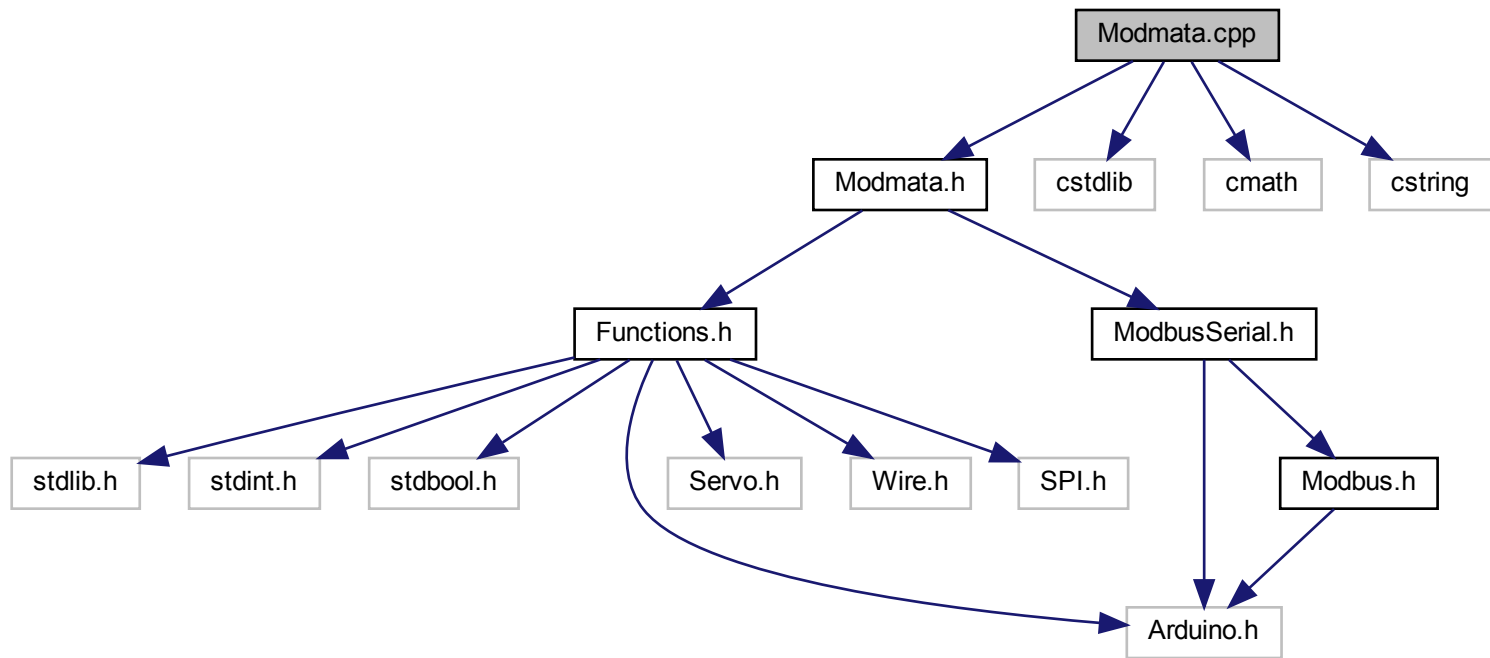 Modmata.cpp
Modmata.h
cstdlib
cmath
cstring
Functions.h
ModbusSerial.h
stdlib.h
stdint.h
stdbool.h
Servo.h
Wire.h
SPI.h
Modbus.h
Arduino.h